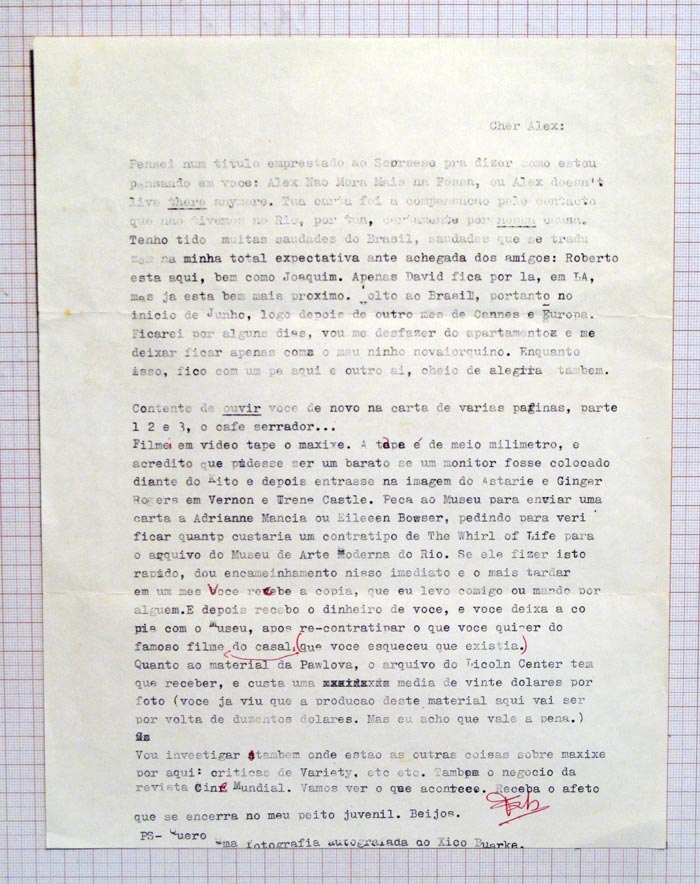 Cher Alex:
Pensei num titulo emprestado ao Scorsese pra dizer como estou
pensando em voce: Alex Nao Mora Mais na Fossa, ou Alex doesn't
live there anymore. Tua carta foi a compensacao pelo contacto
que nao tivemos no Rio, por tua, certamente por nossa causa.
Tenho tido muitas saudades do Brasil, saudades que se tradu
zem na minha total expectativa ante achegada dos amigos: Roberto
esta aqui, bem como Joaquim. Apenas David fica por la, em LA,
mas ja esta bem mais proximo. Volto ao Brasil, portanto no
inicio de Junho, logo depois de outro mes de Cannes e Europa.
Ficarei por alguns dias, vou me desfazer do apartamento e me
deixar ficar apenas com o meu ninho novaiorquino. Enquanto
isso, fico com um pe aqui e outro ai, cheio de alegria tambem.
Contente de ouvir voce de novo na carta de varias paginas, parte
1 2 e 3, o cafe serrador...
Filmei em video tape o maxixe. A tape é de meio milimetro, e
acredito que pudesse ser um barato se um monitor fosse colocado
diante do Kito e depois entrasse na imagem do Astarie e Ginger
Rogers em Vernon e Irene Castle. Peca ao Museu para enviar uma
carta a Adrianne Mancia ou Eileeen Bowser, pedindo para veri
ficar quantp custaria um contratipo de The Whirl of Life para
o arquivo do Museu de Arte Moderna do Rio. Se ele fizer isto
rapido, dou encameinhamento nisso imediato e o mais tardar
em um mes Voce recebe a copia, que eu levo comigo ou mando por
alguem.E depois recebo o dinheiro de voce, e voce deixa a co
pia com o Museu, apos re-contratipar o que voce quiser do
famoso filme do casal,(que voce esqueceu que existia.)
Quanto ao material da Pawlova, o arquivo do Licoln Center tem
que receber, e custa uma media de vinte dolares por
foto (voce ja viu que a producao deste material aqui vai ser
por volta de duzentos dolares. Mas eu acho que vale a pena.)
Vou investigar tambem onde estao as outras coisas sobre maxixe
por aqui: criticas de Variety, etc etc. Tambem o negocio da
revista Cine Mundial. Vamos ver o que acontece. Receba o afeto
que se encerra no meu peito juvenil. Beijos.
PS- Quero uma fotografia autografada do Xico Buarke.